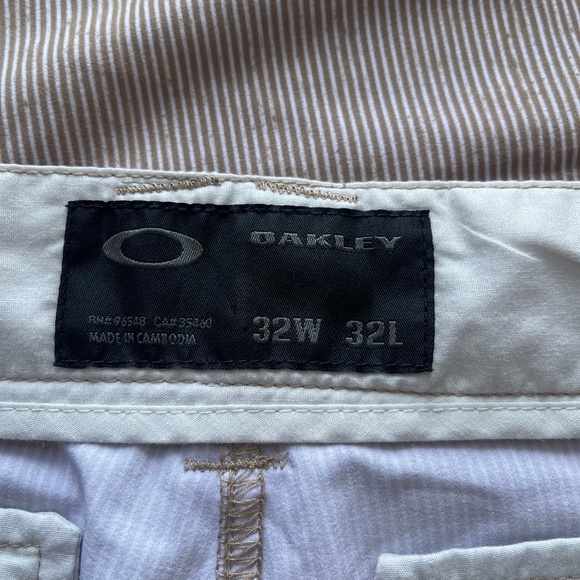 OAKLEY
RN# 96548 CA# 35460
MADE IN CAMBODIA
32W 32L